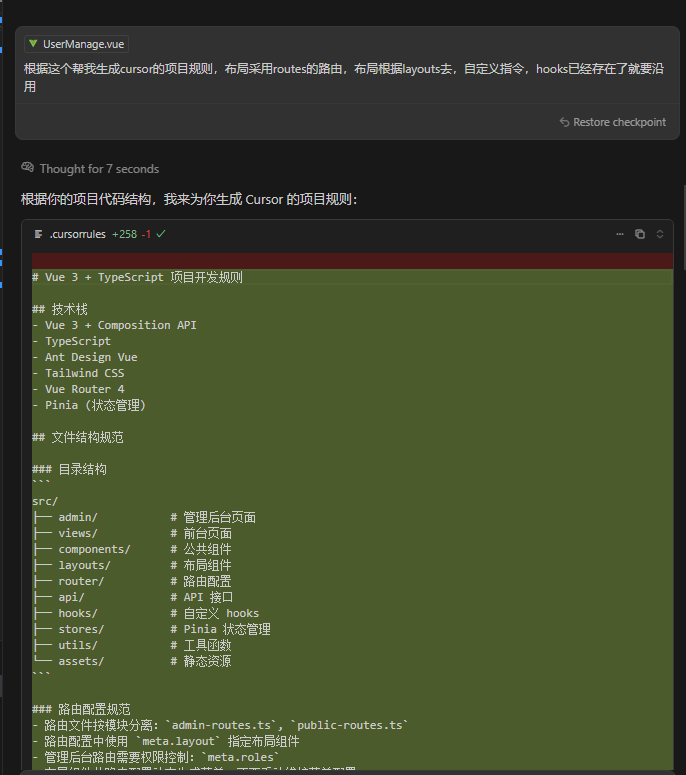 UserManage.vue
根据这个帮我生成cursor的项目规则，布局采用routes的路由，布局根据layouts去，自定义指令，hooks已经存在了就要沿
用
Restore checkpoint
Thought for 7 seconds
根据你的项目代码结构，我来为你生成 Cursor 的项目规则：
.cursorrules +258 -1
# Vue 3 + TypeScript 项目开发规则
## 技术栈
- Vue 3 + Composition API
- TypeScript
- Ant Design Vue
- Tailwind CSS
- Vue Router 4
- Pinia (状态管理)
## 文件结构规范
### 目录结构
```
src/
├── admin/ # 管理后台页面
├── views/ # 前台页面
├── components/ # 公共组件
├── layouts/ # 布局组件
├── router/ # 路由配置
├── api/ # API 接口
├── hooks/ # 自定义 hooks
├── stores/ # Pinia 状态管理
├── utils/ # 工具函数
└── assets/ # 静态资源
```
### 路由配置规范
- 路由文件按模块分离：`admin-routes.ts`, `public-routes.ts`
- 路由配置中使用 `meta.layout` 指定布局组件
- 管理后台路由需要权限控制：`meta.roles`